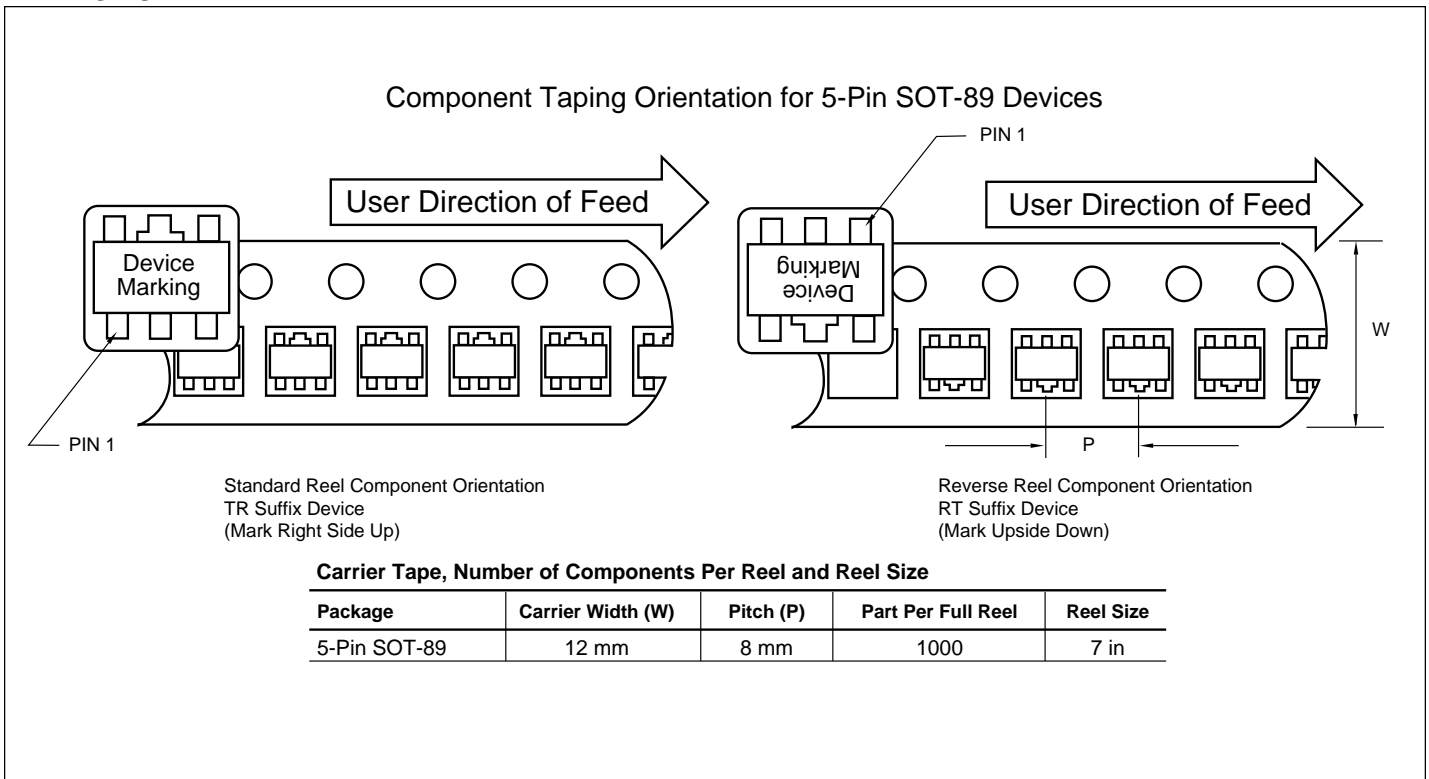 Component Taping Orientation for 5-Pin SOT-89 Devices
PIN 1
User Direction of Feed
User Direction of Feed
Device
Marking
Device
Marking
W
P
PIN 1
Standard Reel Component Orientation
TR Suffix Device
(Mark Right Side Up)
Reverse Reel Component Orientation
RT Suffix Device
(Mark Upside Down)
Carrier Tape, Number of Components Per Reel and Reel Size
Package Carrier Width (W) Pitch (P) Part Per Full Reel Reel Size
5-Pin SOT-89 12 mm 8 mm 1000 7 in